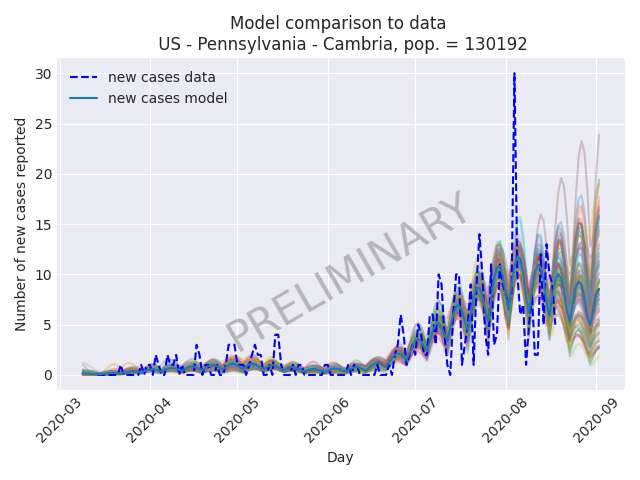 Model comparison to data
US - Pennsylvania - Cambria, pop. = 130192
new cases data
new cases model
Number of new cases reported
30
25
20
15
10
5
0
PRELIMINARY
2020-03
2020-04
2020-05
2020-06
2020-07
2020-08
2020-09
Day